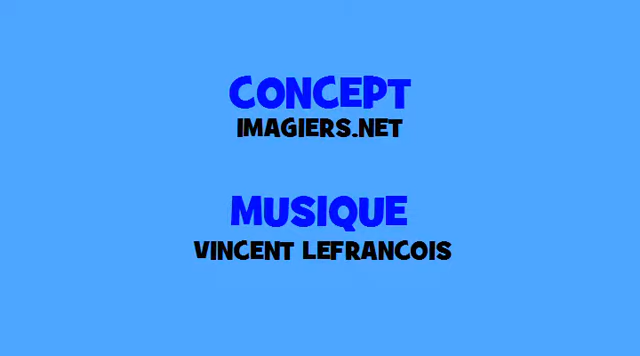 CONCEPT
IMAGIERS.NET
MUSIQUE
VINCENT LEFRANCOIS